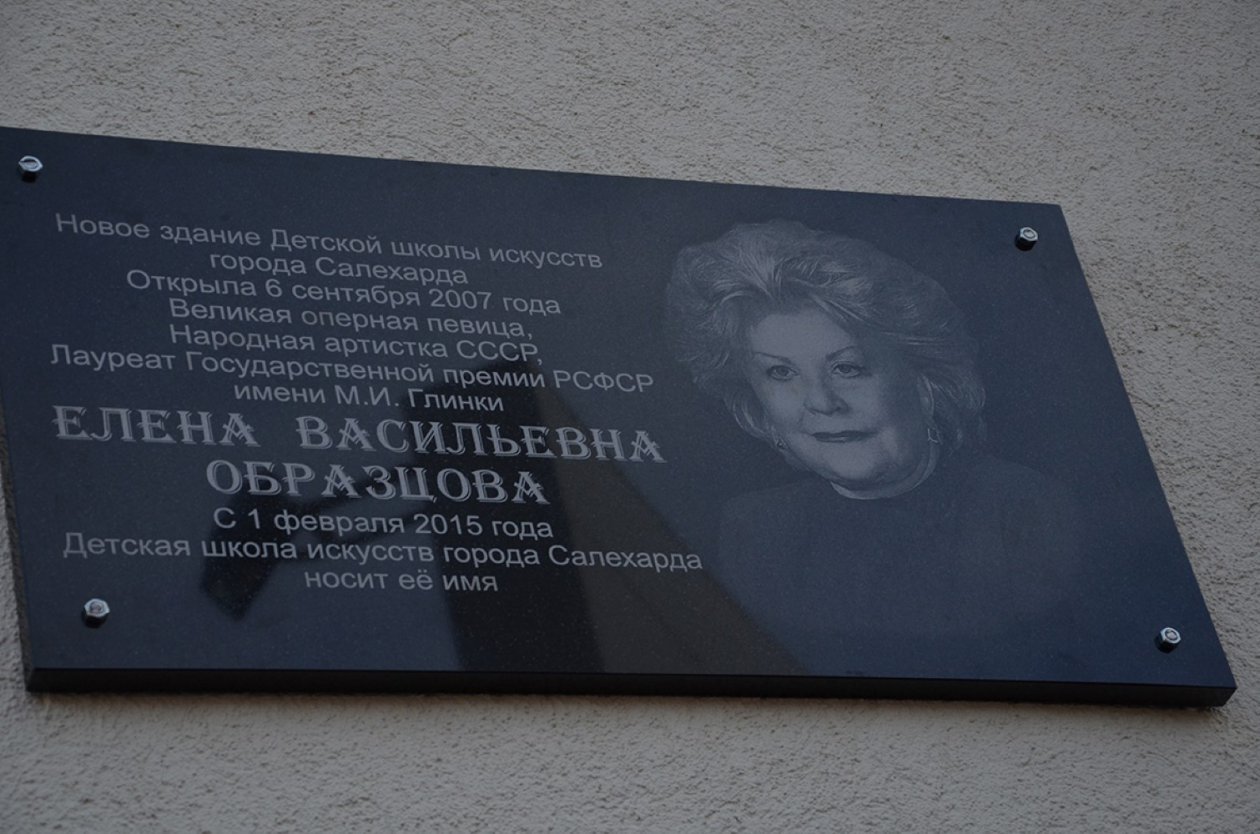 Новое здание Детской школы искусств
города Салехарда
Открыла 6 сентября 2007 года
Великая оперная певица,
Народная артистка СССР,
Лауреат Государственной премии РСФСР
имени М.И. Глинки
ЕЛЕНА ВАСИЛЬЕВНА
ОБРАЗЦОВА
С 1 февраля 2015 года
Детская школа искусств города Салехарда
носит её имя